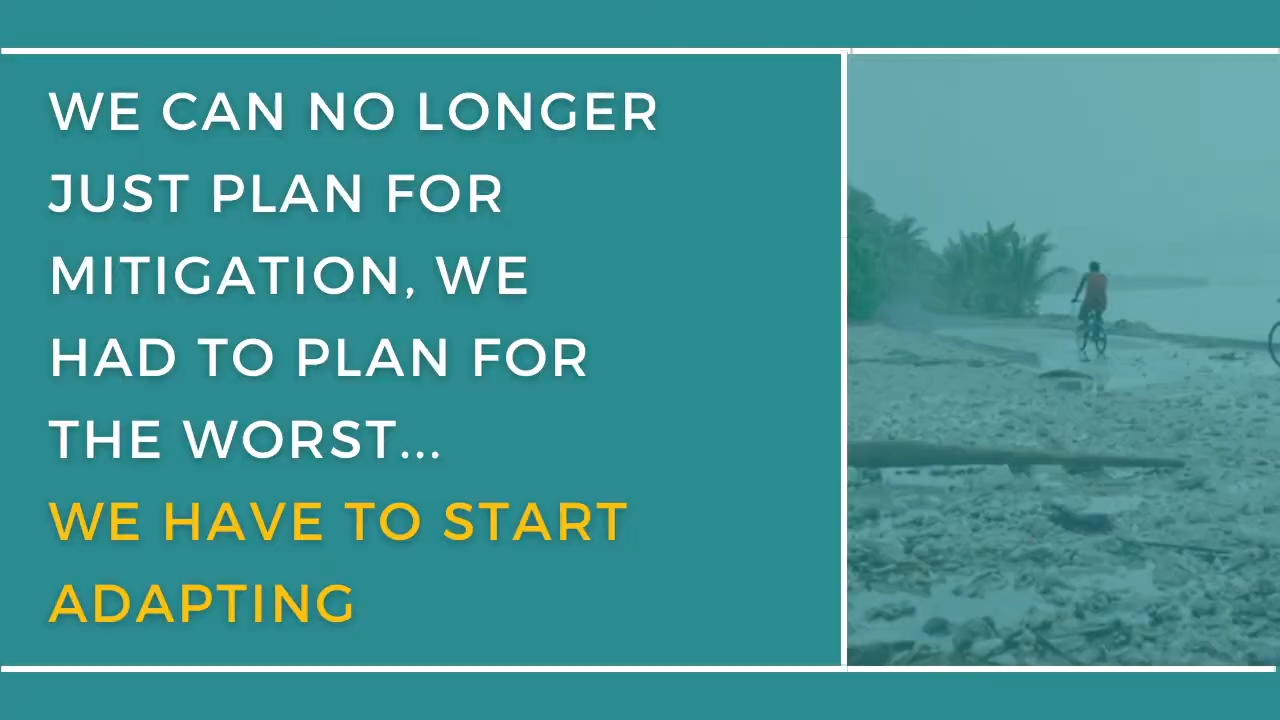 WE CAN NO LONGER
JUST PLAN FOR
MITIGATION, WE
HAD TO PLAN FOR
THE WORST...
WE HAVE TO START
ADAPTING